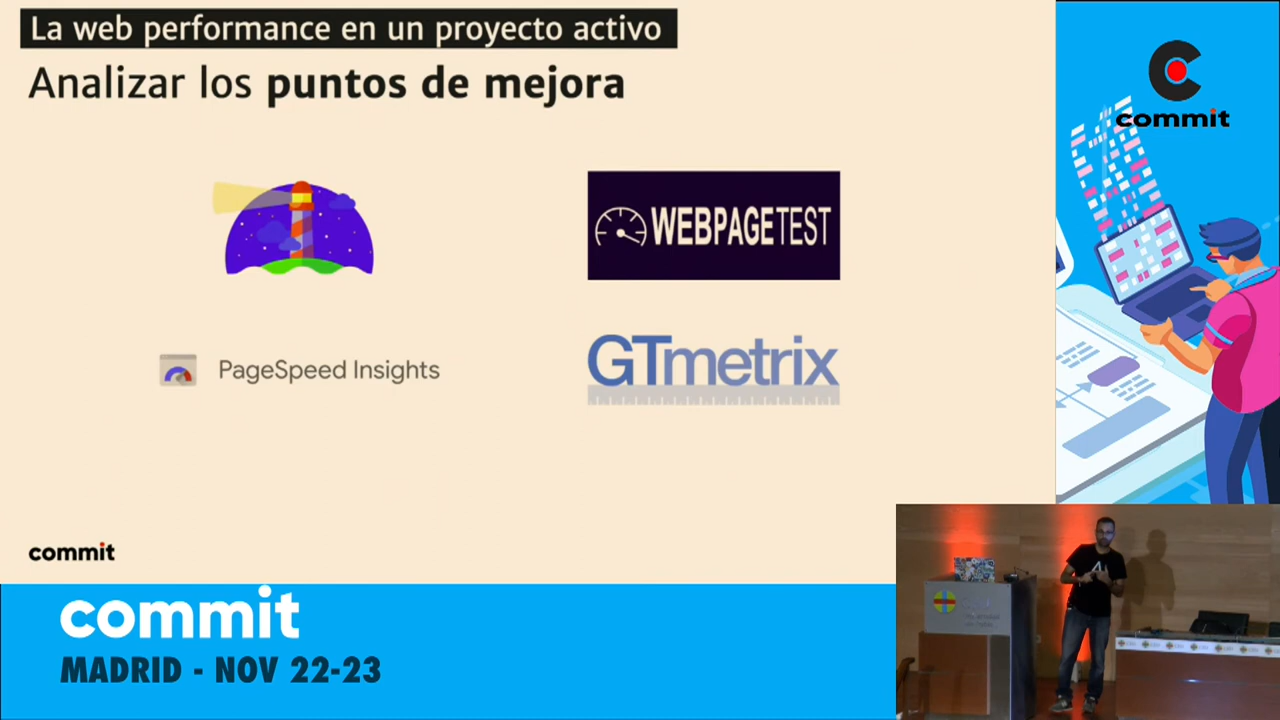 La web performance en un proyecto activo
Analizar los puntos de mejora
WEBPAGETEST
PageSpeed Insights
GTmetrix
commit
commit
commit
MADRID - NOV 22-23